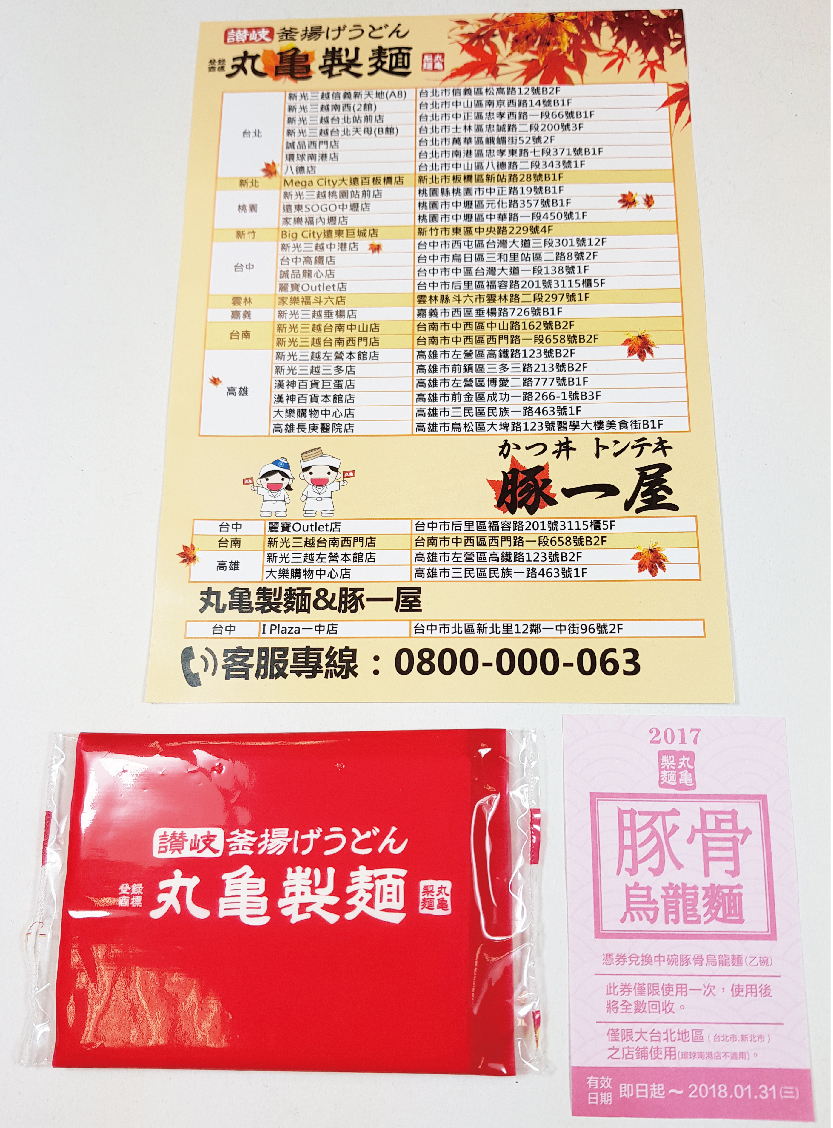 讃岐 釜揚げうどん
登錄商標 丸亀製麺 丸亀製麺
台北
新光三越信義新天地(A8) 台北市信義區松高路12號B2F
新光三越南西(2館) 台北市中山區南京西路14號B1F
新光三越台北站前店 台北市中正區忠孝西路一段66號B1F
新光三越台北天母(B館) 台北市士林區忠誠路二段200號3F
誠品西門店 台北市萬華區峨嵋街52號2F
環球南港店 台北市南港區忠孝東路七段371號B1F
八德店 台北市中山區八德路二段343號1F
新北 Mega City大遠百板橋店 新北市板橋區新站路28號B1F
桃園
新光三越桃園站前店 桃園縣桃園市中正路19號B1F
遠東SOGO中壢店 桃園市中壢區元化路357號B1F
家樂福內壢店 桃園市中壢區中華路一段450號1F
新竹 Big City遠東巨城店 新竹市東區中央路229號4F
台中
新光三越中港店 台中市西屯區台灣大道三段301號12F
台中高鐵店 台中市烏日區三和里站區二路8號2F
誠品龍心店 台中市中區台灣大道一段138號1F
麗寶Outlet店 台中市后里區福容路201號3115櫃5F
雲林 家樂福斗六店 雲林縣斗六市雲林路二段297號1F
嘉義 新光三越垂楊店 嘉義市西區垂楊路726號B1F
台南
新光三越台南中山店 台南市中西區中山路162號B2F
新光三越台南西門店 台南市中西區西門路一段658號B2F
高雄
新光三越左營本館店 高雄市左營區高鐵路123號B2F
新光三越三多店 高雄市前鎮區三多三路213號B2F
漢神百貨巨蛋店 高雄市左營區博愛二路777號B1F
漢神百貨本館店 高雄市前金區成功一路266-1號B3F
大樂購物中心店 高雄市三民區民族一路463號1F
高雄長庚醫院店 高雄市鳥松區大埤路123號醫學大樓美食街B1F
かつ丼 トンテキ
豚一屋
台中 麗寶Outlet店 台中市后里區福容路201號3115櫃5F
台南 新光三越台南西門店 台南市中西區西門路一段658號B2F
高雄
新光三越左營本館店 高雄市左營區高鐵路123號B2F
大樂購物中心店 高雄市三民區民族一路463號1F
丸亀製麵&豚一屋
台中 I Plaza一中店 台中市北區新北里12鄰一中街96號2F
客服專線：0800-000-063
讃岐 釜揚げうどん
登錄商標 丸亀製麺 丸亀製麺
2017
丸亀製麺
豚骨
烏龍麵
憑券兌換中碗豚骨烏龍麵(乙碗)
此券僅限使用一次，使用後
將全數回收。
僅限大台北地區(台北市.新北市)
之店鋪使用(環球南港店不適用)。
有效日期 即日起～2018.01.31(三)